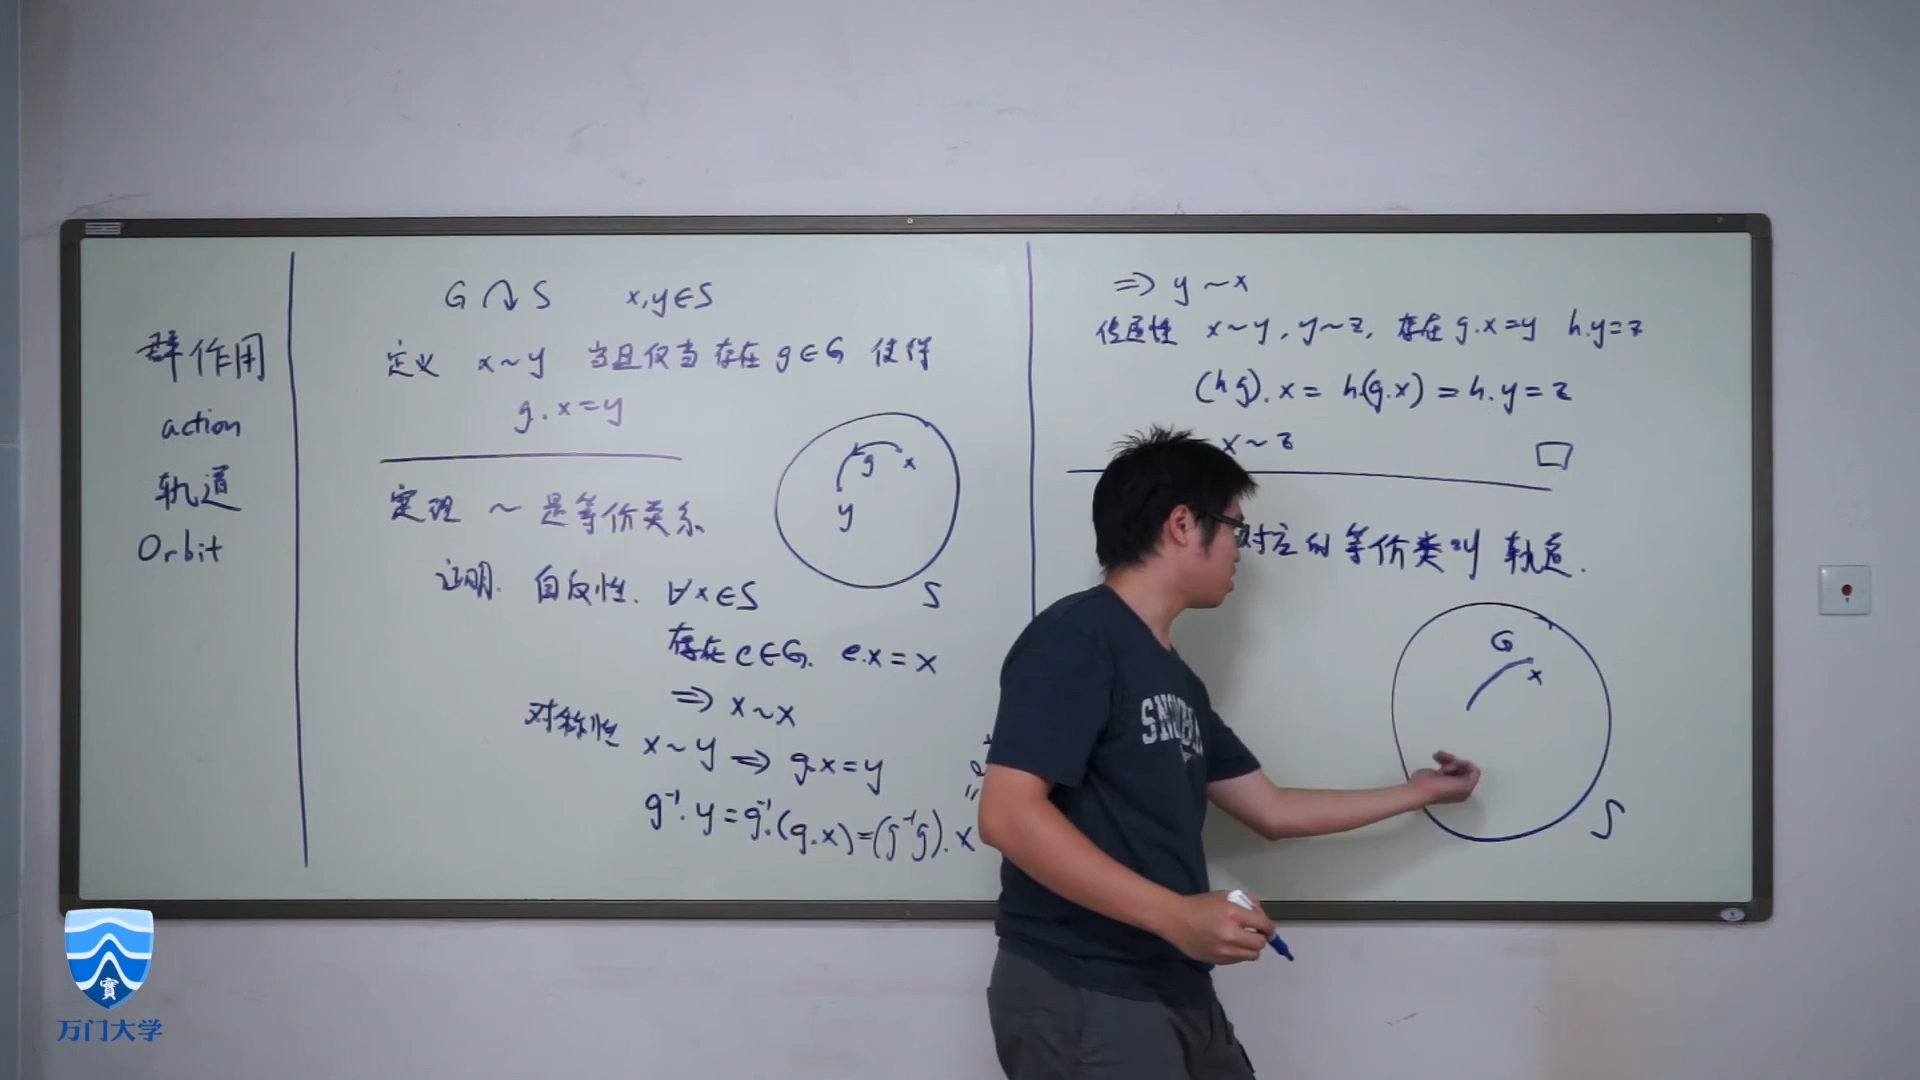 群作用
action
轨道
Orbit
G ↷ S x,y∈S
定义 x~y 当且仅当存在 g∈G 使得
g.x=y
定理 ~ 是等价关系
g x
y
S
证明. 自反性. ∀x∈S
存在 e∈G. e.x=x
⇒ x~x
对称性 x~y ⇒ g.x=y
g⁻¹.y=g⁻¹.(g.x)=(g⁻¹g).x
⇒ y~x
传递性 x~y, y~z, 存在 g.x=y h.y=z
(hg).x = h.(g.x) = h.y=z
x~z □
对应的等价类叫 轨道.
G
x
S
SN
實
万门大学